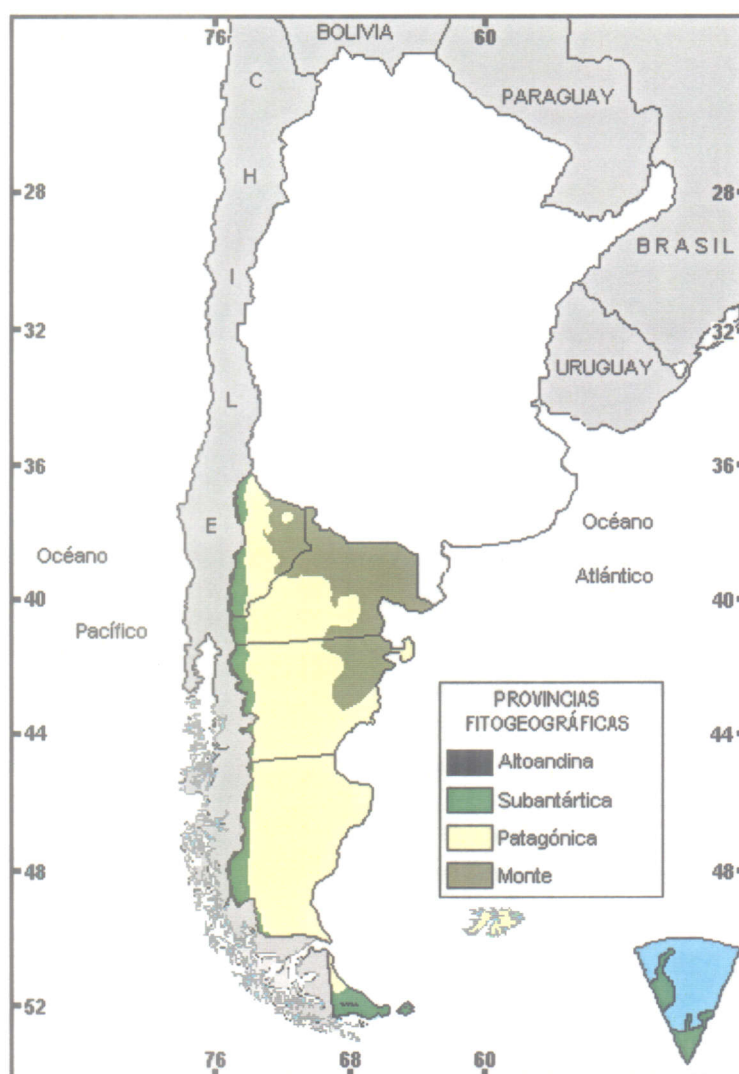 76
60
BOLIVIA
C
PARAGUAY
H
28
28
BRASIL
I
32
32
URUGUAY
L
36
36
E
Océano
Océano
Atlántico
40
40
Pacífico
PROVINCIAS
FITOGEOGRÁFICAS
44
44
Altoandina
Subantártica
Patagónica
48
48
Monte
52
76
68
60